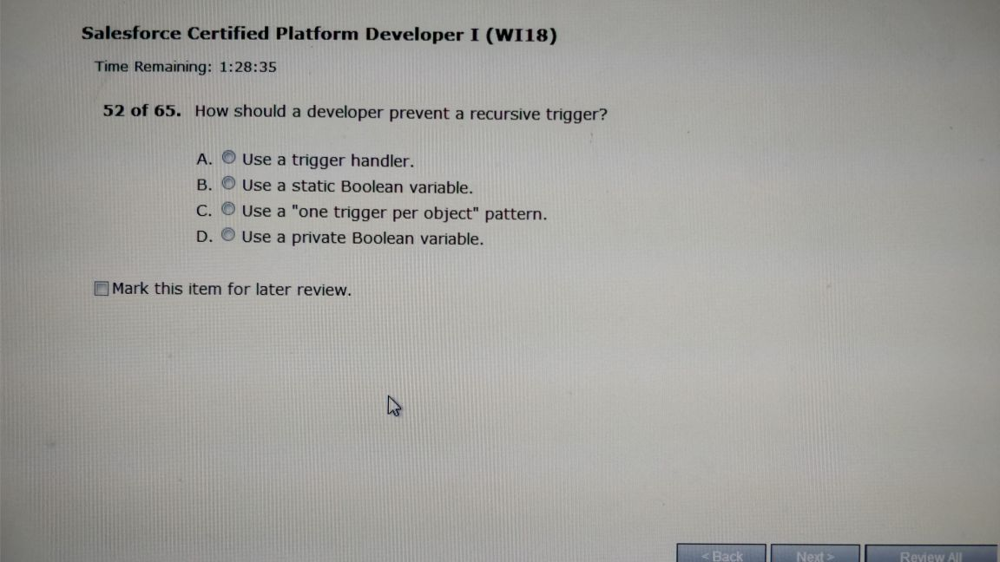 Salesforce Certified Platform Developer I (WI18)
Time Remaining: 1:28:35
52 of 65. How should a developer prevent a recursive trigger?
A. Use a trigger handler.
B. Use a static Boolean variable.
C. Use a "one trigger per object" pattern.
D. Use a private Boolean variable.
Mark this item for later review.
< Back Next > Review All